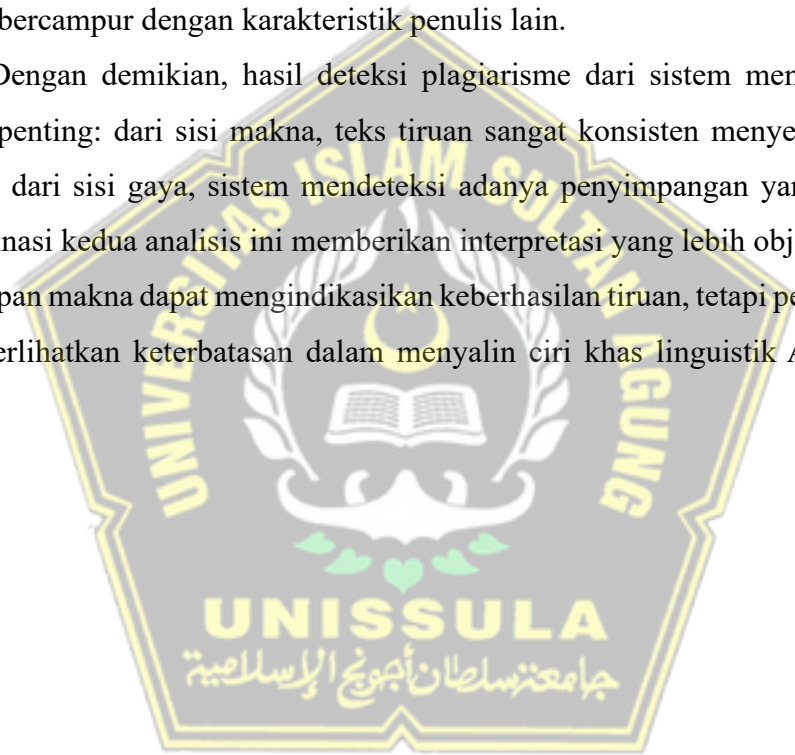 bercampur dengan karakteristik penulis lain.
Dengan demikian, hasil deteksi plagiarisme dari sistem men
penting: dari sisi makna, teks tiruan sangat konsisten menye
dari sisi gaya, sistem mendeteksi adanya penyimpangan yan
nasi kedua analisis ini memberikan interpretasi yang lebih obj
pan makna dapat mengindikasikan keberhasilan tiruan, tetapi pe
erlihatkan keterbatasan dalam menyalin ciri khas linguistik A
UNIVERSITAS ISLAM SULTAN AGUNG
UNISSULA
جامعة سلطان أجونج الإسلامية